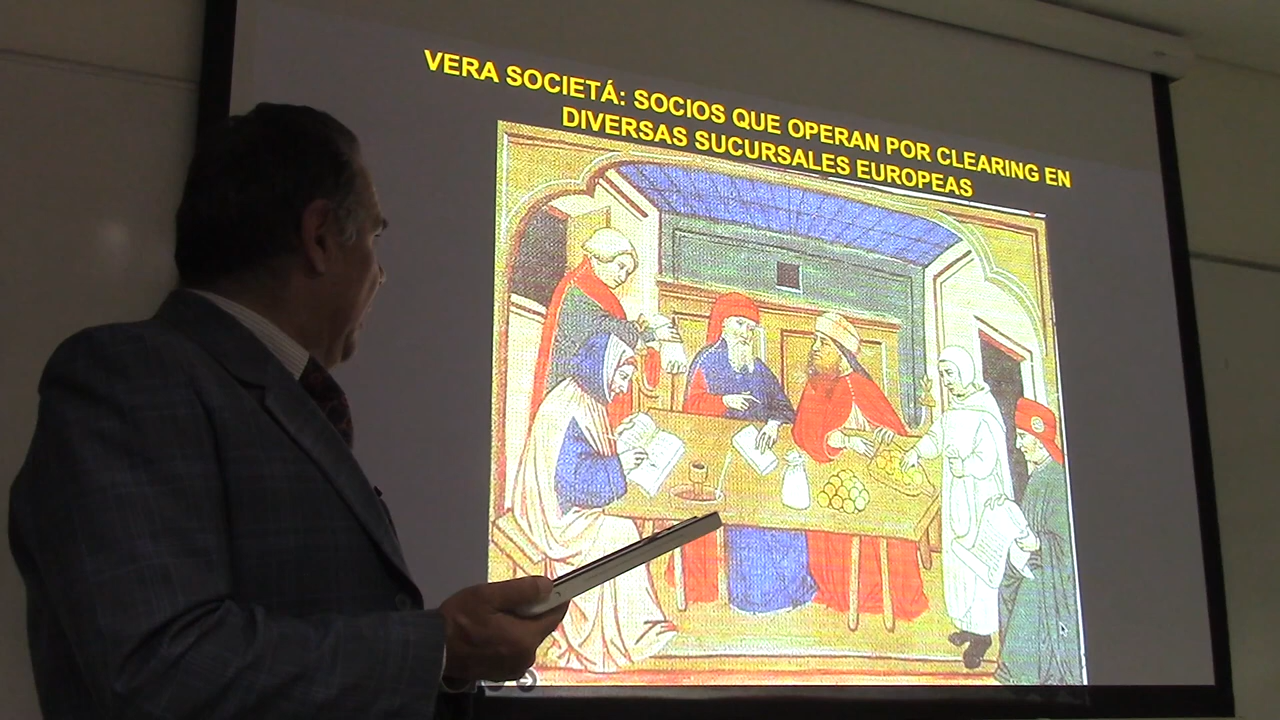 VERA SOCIETÁ: SOCIOS QUE OPERAN POR CLEARING EN
DIVERSAS SUCURSALES EUROPEAS